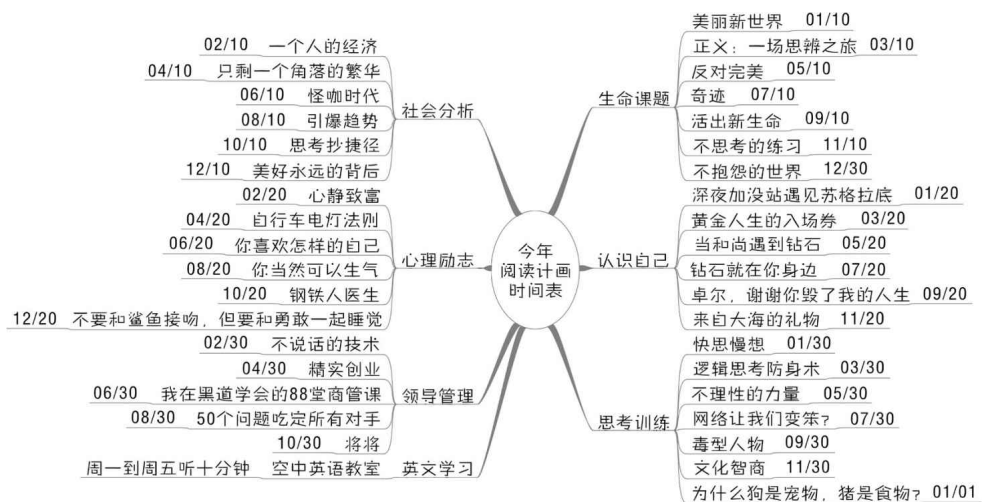 今年
阅读计画
时间表
生命课题
美丽新世界 01/10
正义：一场思辨之旅 03/10
反对完美 05/10
奇迹 07/10
活出新生命 09/10
不思考的练习 11/10
不抱怨的世界 12/30
认识自己
深夜加没站遇见苏格拉底 01/20
黄金人生的入场券 03/20
当和尚遇到钻石 05/20
钻石就在你身边 07/20
卓尔，谢谢你毁了我的人生 09/20
来自大海的礼物 11/20
思考训练
快思慢想 01/30
逻辑思考防身术 03/30
不理性的力量 05/30
网络让我们变笨? 07/30
毒型人物 09/30
文化智商 11/30
为什么狗是宠物，猪是食物? 01/01
社会分析
02/10 一个人的经济
04/10 只剩一个角落的繁华
06/10 怪咖时代
08/10 引爆趋势
10/10 思考抄捷径
12/10 美好永远的背后
心理励志
02/20 心静致富
04/20 自行车电灯法则
06/20 你喜欢怎样的自己
08/20 你当然可以生气
10/20 钢铁人医生
12/20 不要和鲨鱼接吻，但要和勇敢一起睡觉
领导管理
02/30 不说话的技术
04/30 精实创业
06/30 我在黑道学会的88堂商管课
08/30 50个问题吃定所有对手
10/30 将将
英文学习
周一到周五听十分钟 空中英语教室